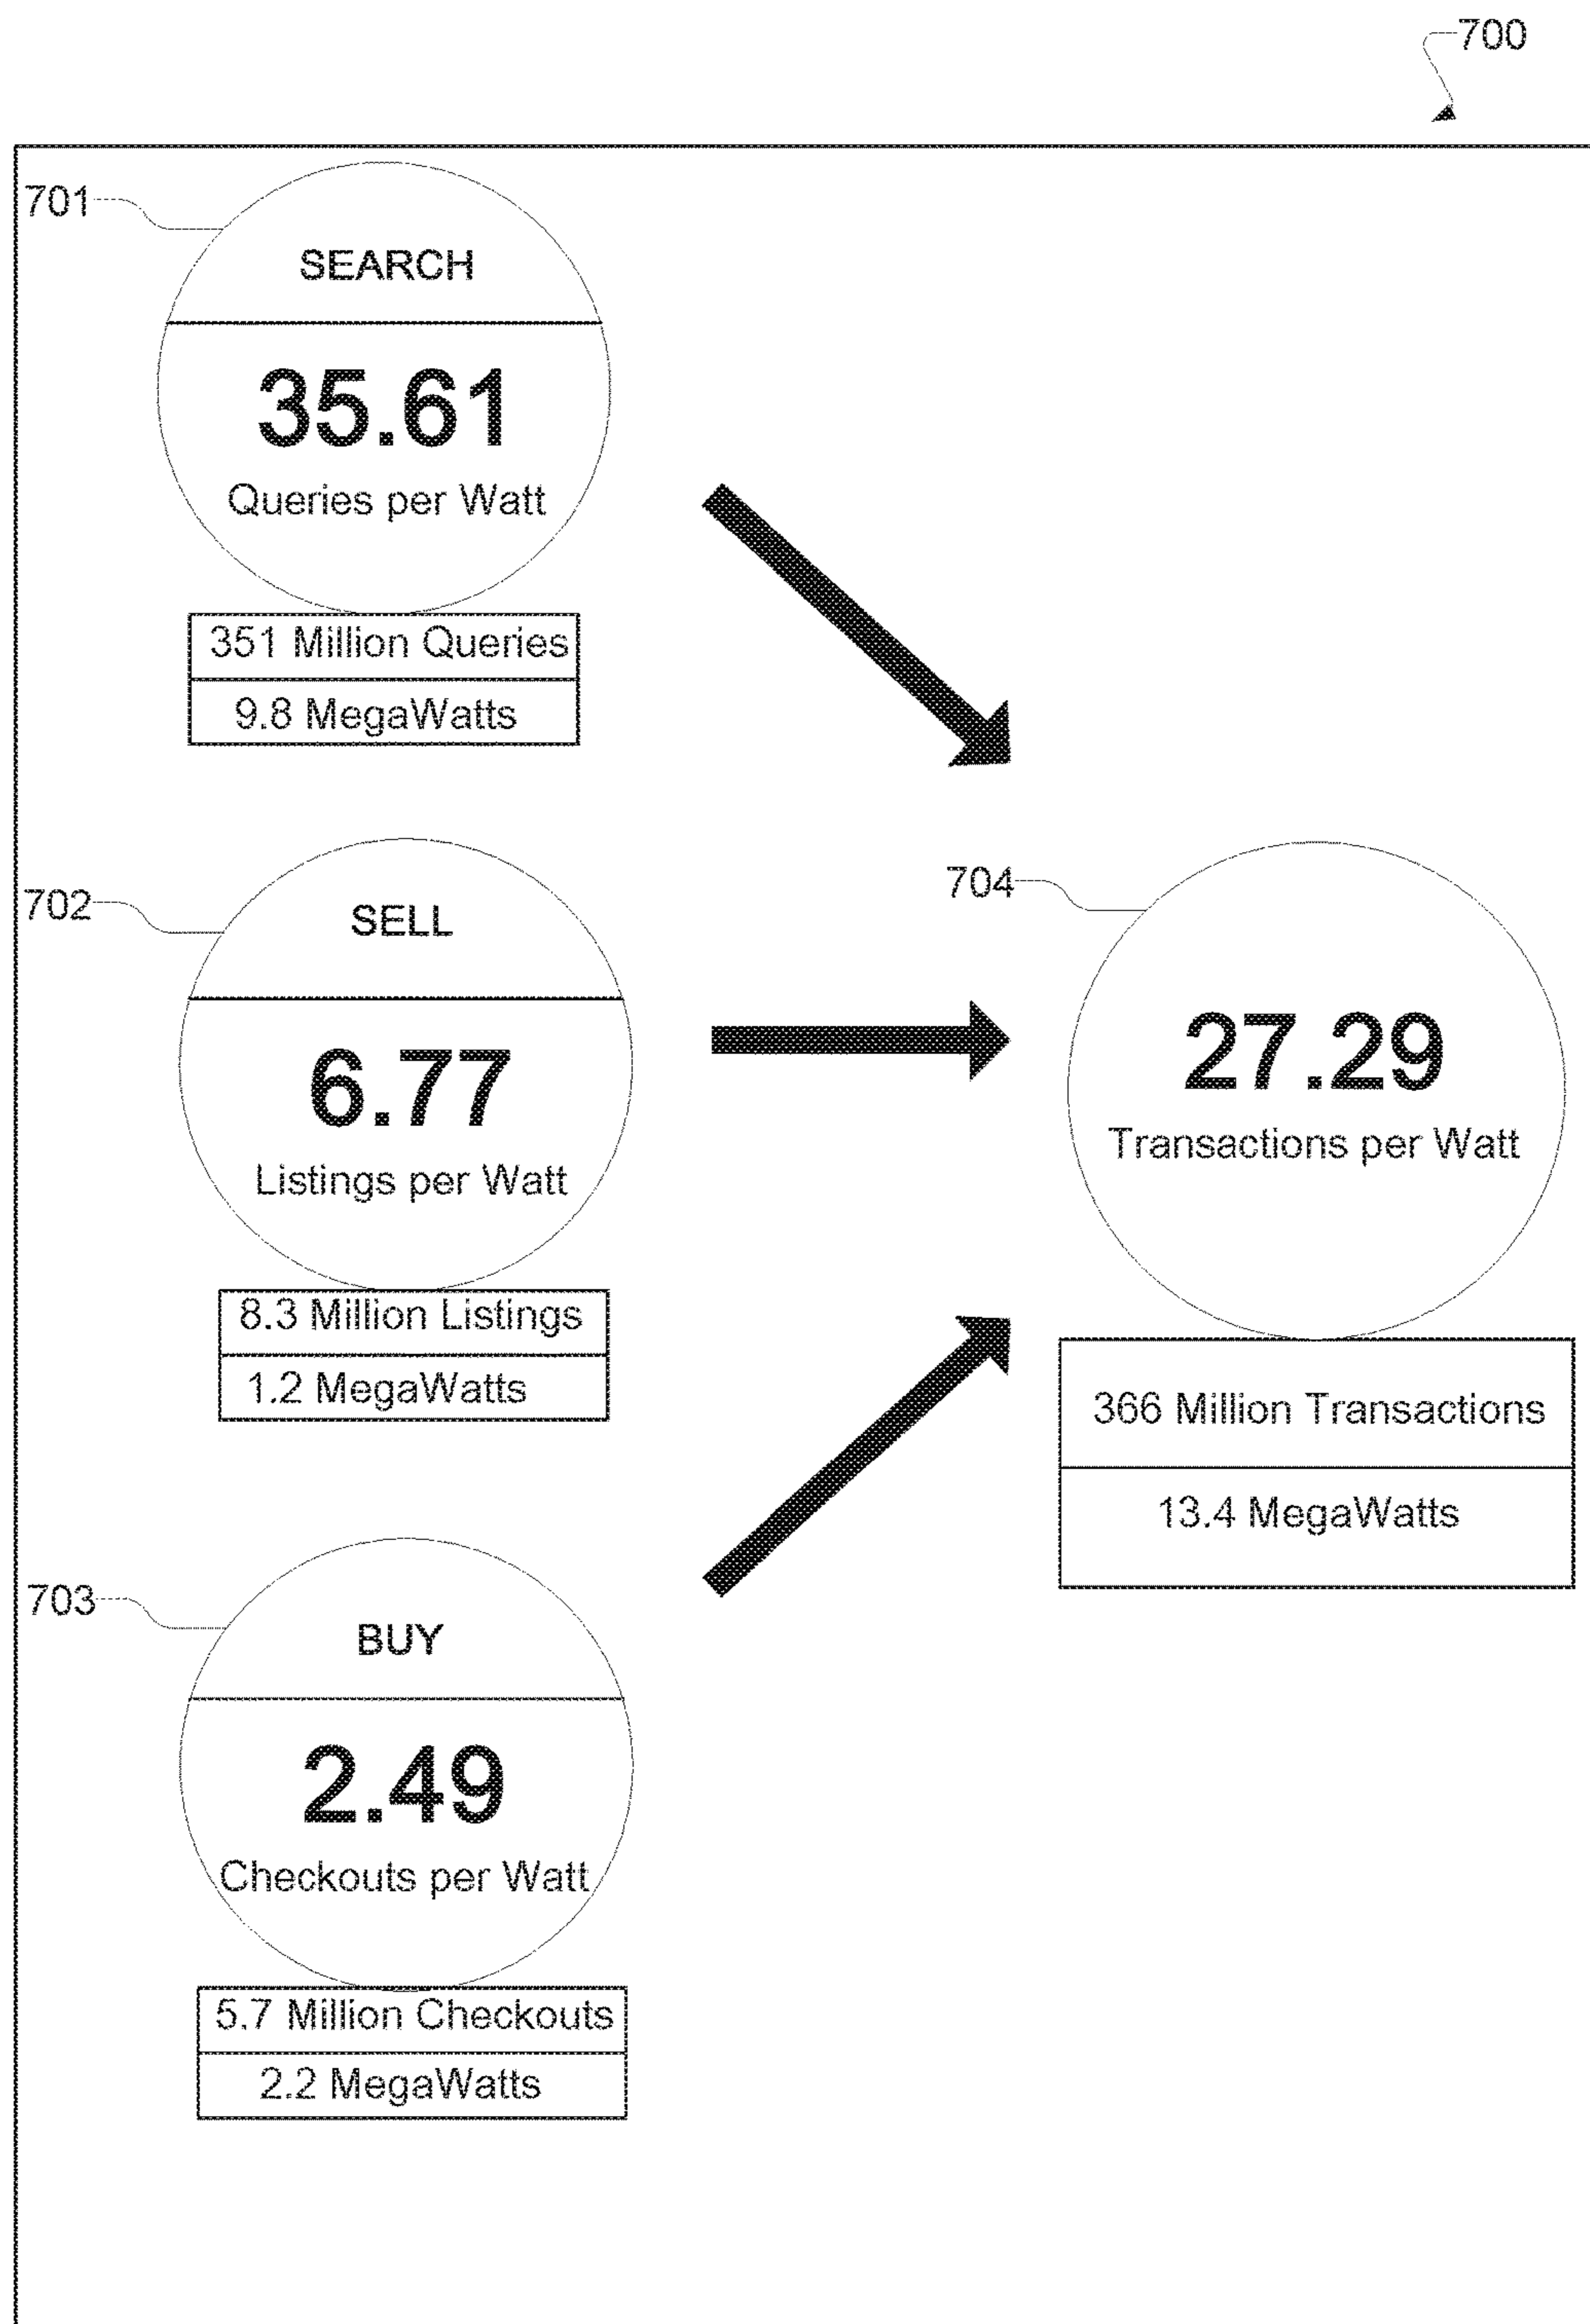 700
701
SEARCH
35.61
Queries per Watt
351 Million Queries
9.8 MegaWatts
702
SELL
6.77
Listings per Watt
8.3 Million Listings
1.2 MegaWatts
703
BUY
2.49
Checkouts per Watt
5.7 Million Checkouts
2.2 MegaWatts
704
27.29
Transactions per Watt
366 Million Transactions
13.4 MegaWatts